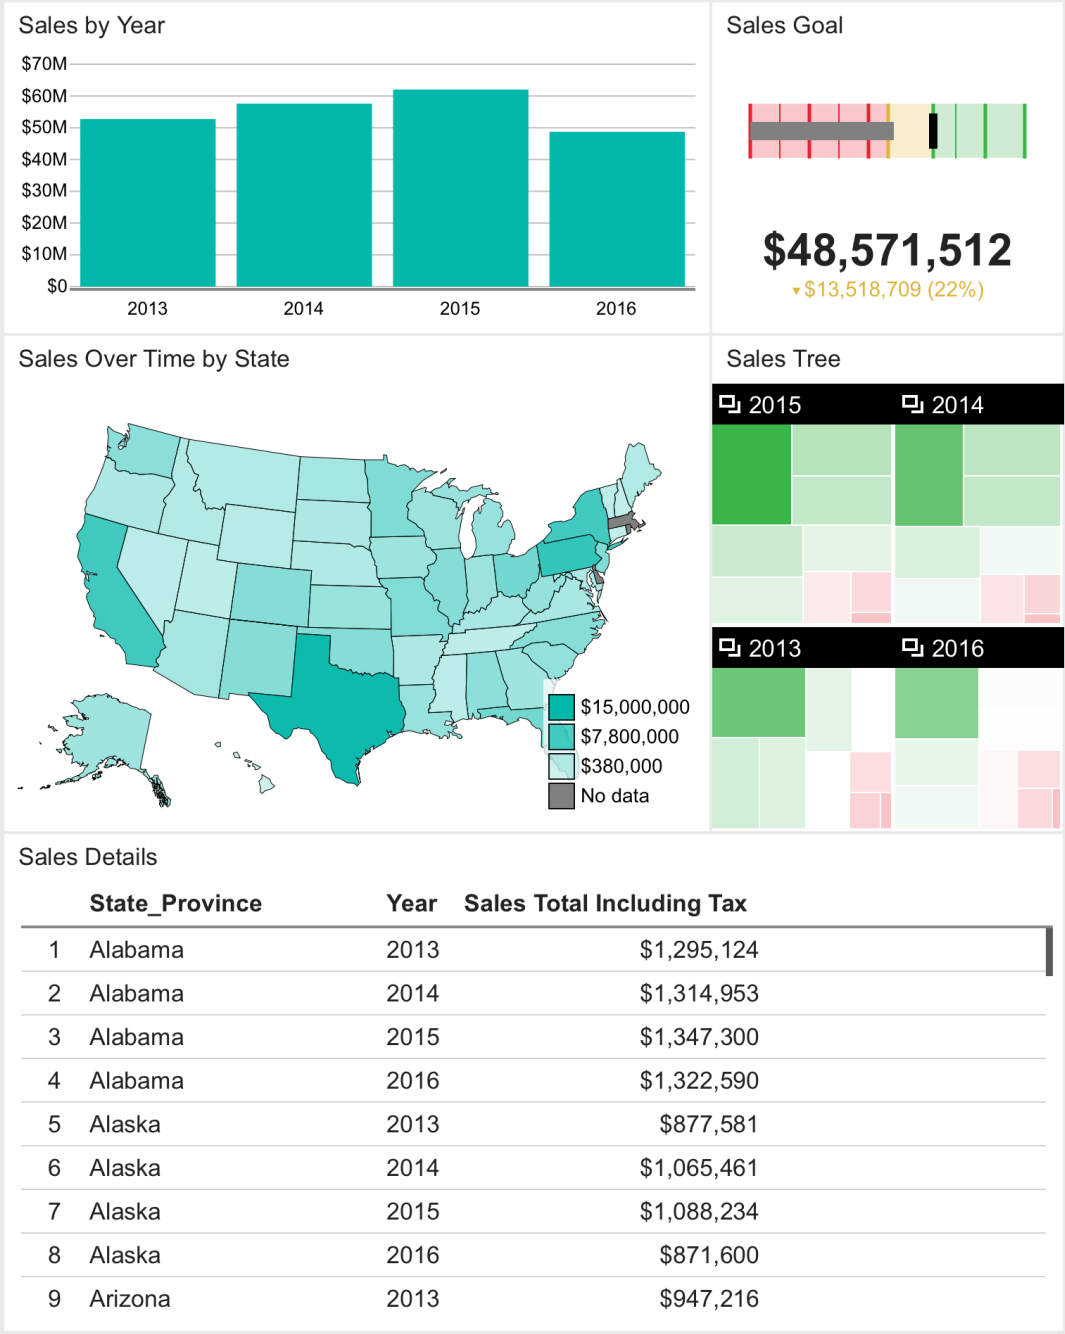 Sales by Year
$70M
$60M
$50M
$40M
$30M
$20M
$10M
$0
2013 2014 2015 2016
Sales Goal
$48,571,512
▼$13,518,709 (22%)
Sales Over Time by State
$15,000,000
$7,800,000
$380,000
No data
Sales Tree
2015 2014
2013 2016
Sales Details
State_Province Year Sales Total Including Tax
1 Alabama 2013 $1,295,124
2 Alabama 2014 $1,314,953
3 Alabama 2015 $1,347,300
4 Alabama 2016 $1,322,590
5 Alaska 2013 $877,581
6 Alaska 2014 $1,065,461
7 Alaska 2015 $1,088,234
8 Alaska 2016 $871,600
9 Arizona 2013 $947,216